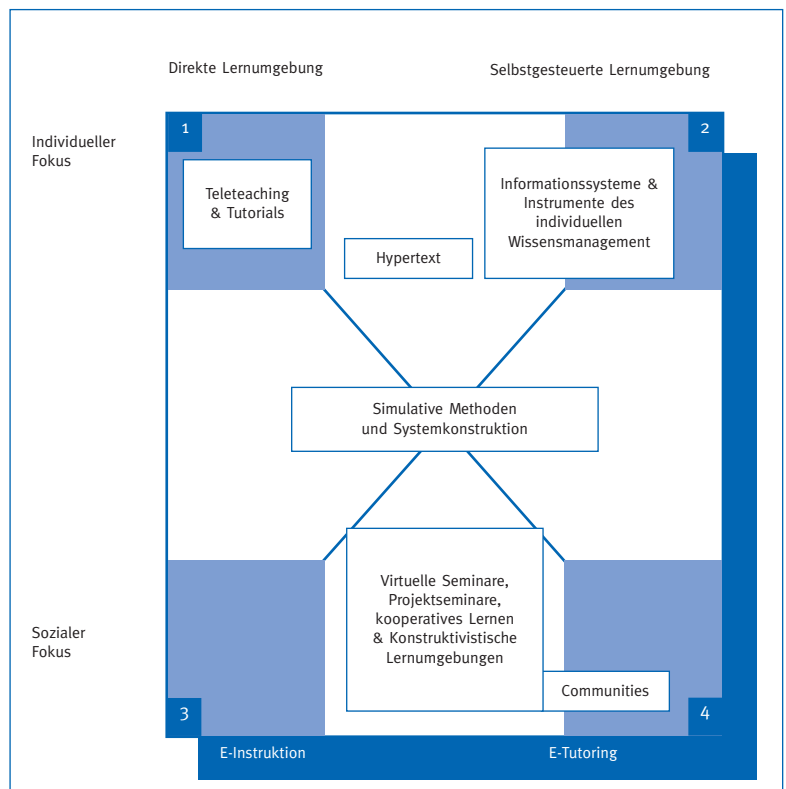 Direkte Lernumgebung
Selbstgesteuerte Lernumgebung
Individueller
Fokus
1
2
Teleteaching
& Tutorials
Informationssysteme &
Instrumente des
individuellen
Wissensmanagement
Hypertext
Simulative Methoden
und Systemkonstruktion
Virtuelle Seminare,
Projektseminare,
kooperatives Lernen
& Konstruktivistische
Lernumgebungen
Sozialer
Fokus
Communities
3
4
E-Instruktion
E-Tutoring